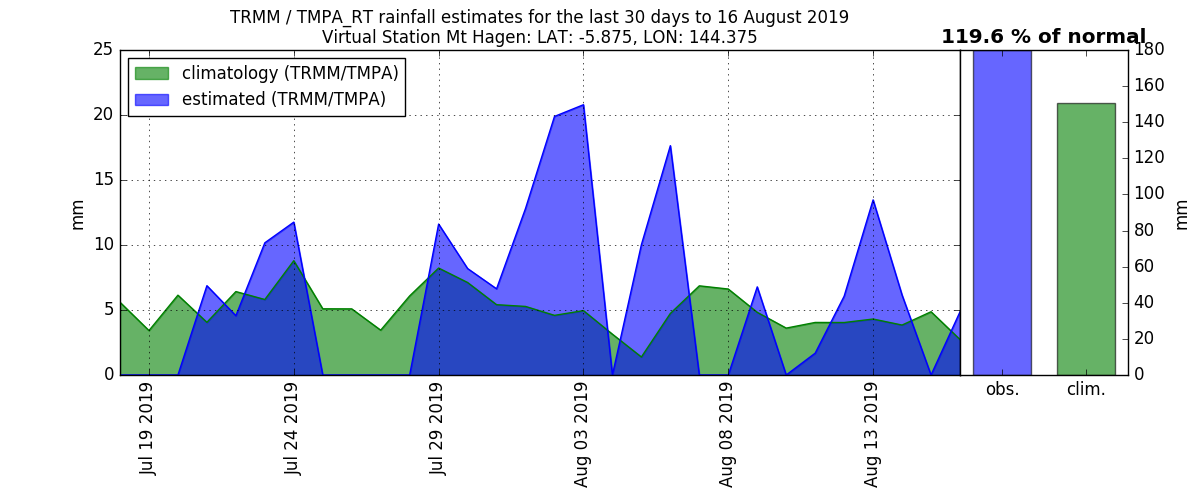 TRMM / TMPA_RT rainfall estimates for the last 30 days to 16 August 2019
Virtual Station Mt Hagen: LAT: -5.875, LON: 144.375
119.6 % of normal
climatology (TRMM/TMPA)
estimated (TRMM/TMPA)
25
20
15
10
5
0
mm
180
160
140
120
100
80
60
40
20
0
mm
Jul 19 2019
Jul 24 2019
Jul 29 2019
Aug 03 2019
Aug 08 2019
Aug 13 2019
obs.
clim.